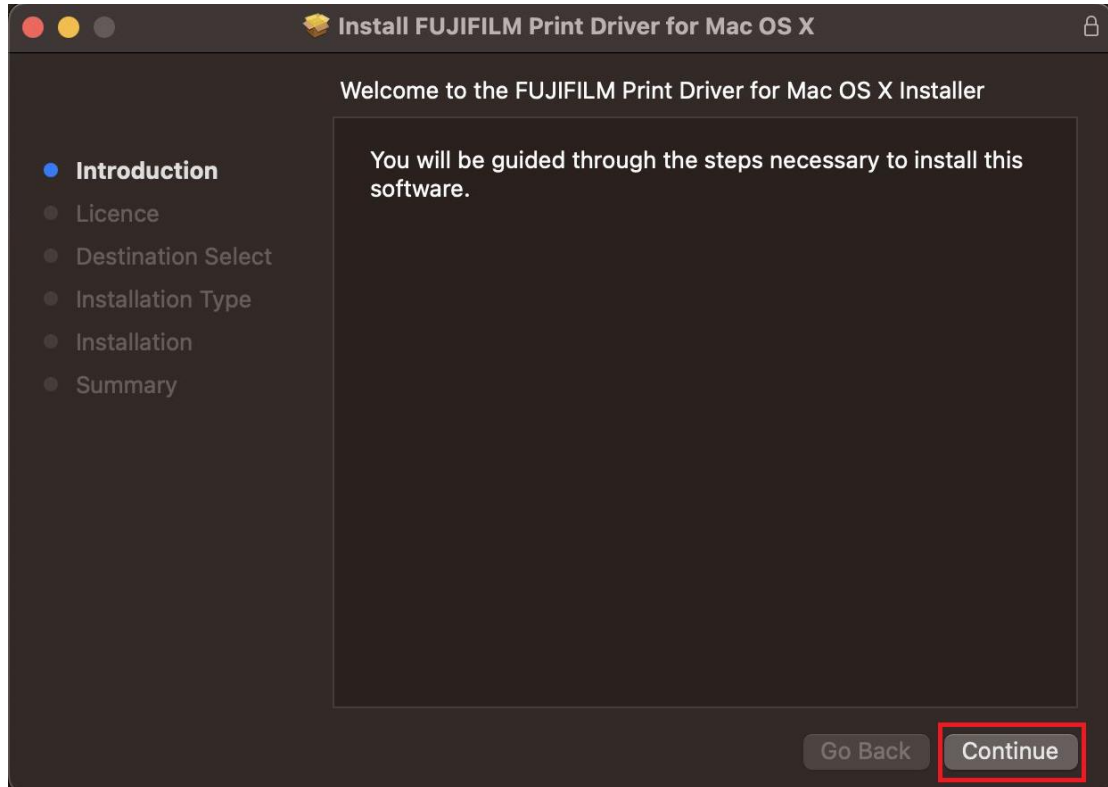 Install FUJIFILM Print Driver for Mac OS X
Welcome to the FUJIFILM Print Driver for Mac OS X Installer
Introduction
Licence
Destination Select
Installation Type
Installation
Summary
You will be guided through the steps necessary to install this
software.
Go Back
Continue